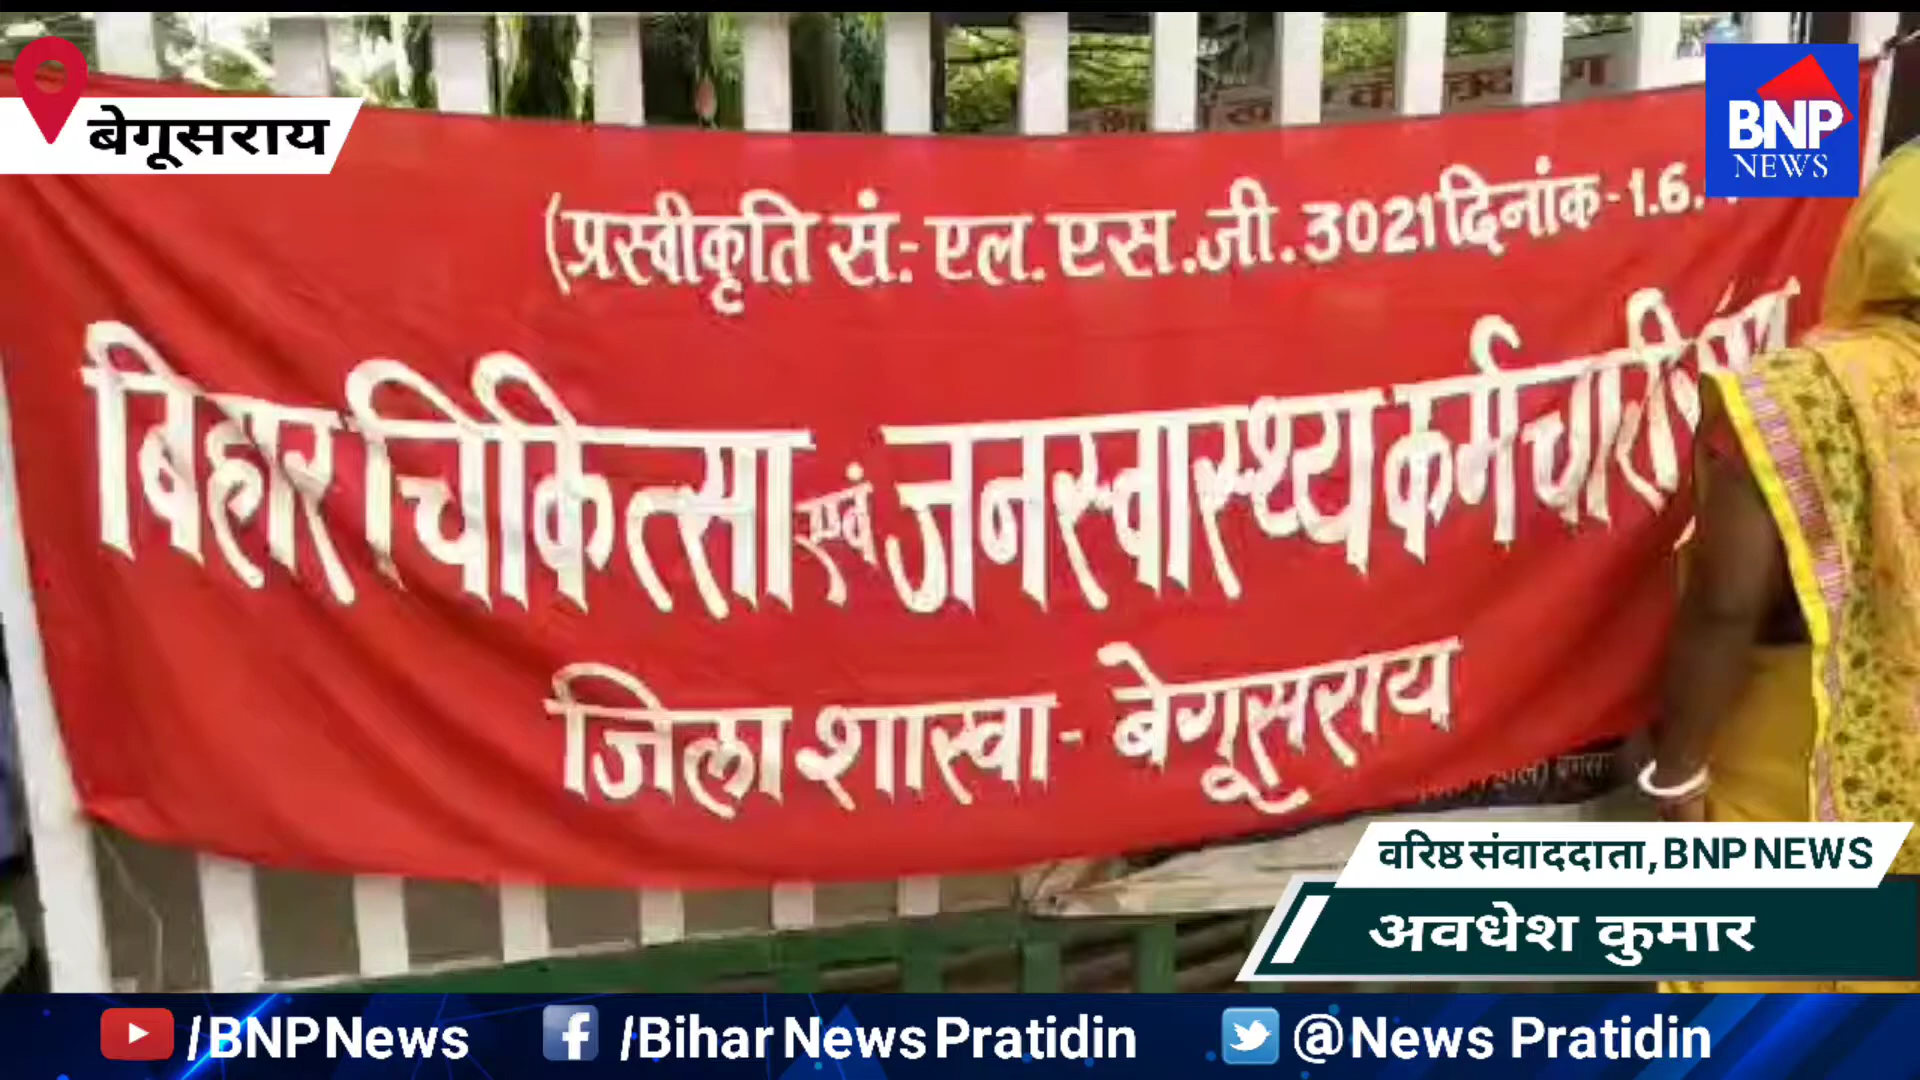 बेगूसराय
BNP
NEWS
(प्रस्वीकृति सं:- एल. एस. जी. 3021 दिनांक - 1.6.
बिहार चिकित्सा एवं जनस्वास्थ्य कर्मचारी
जिला शाखा - बेगूसराय
वरिष्ठ संवाददाता, BNP NEWS
अवधेश कुमार
/BNPNews
/Bihar News Pratidin
@News Pratidin